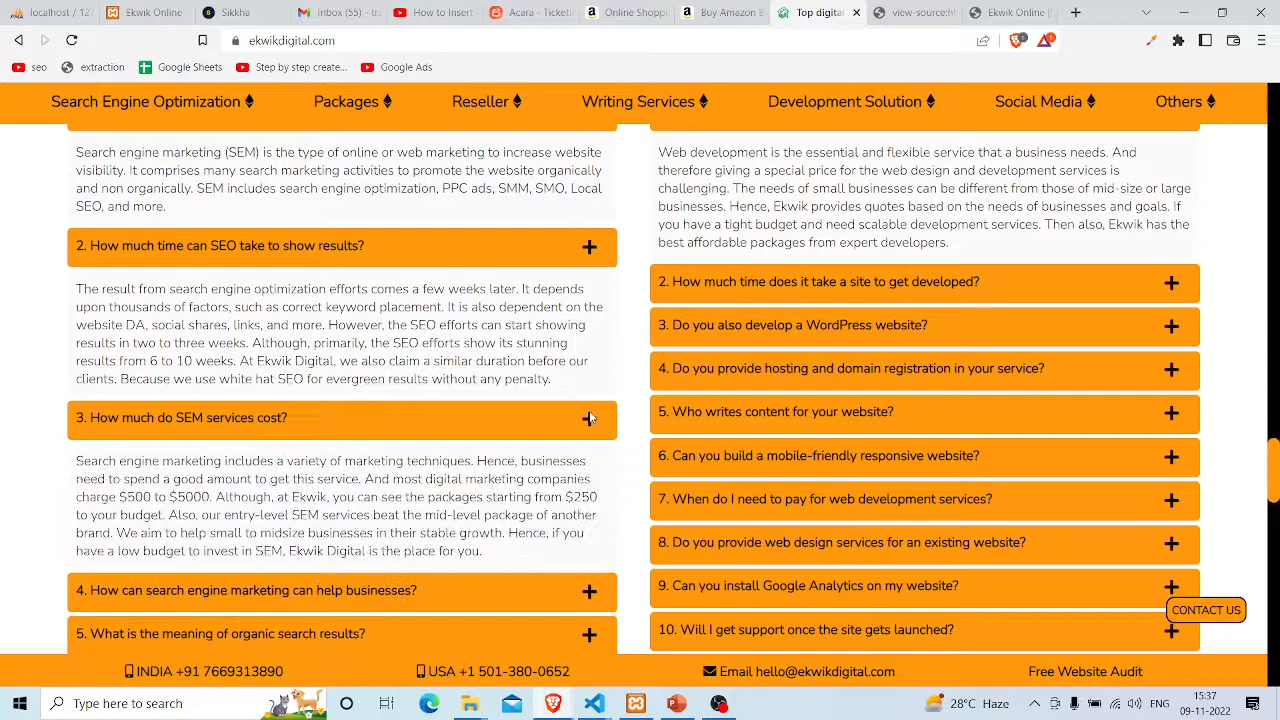 localhost / 12
Sikha
Inbox (55) - tra
How to Insert
Acara - Ticket
Online Shoppi
Buy Amazon B
Top digital
view-source:h
Ekwik Online
ekwikdigital.com
seo
extraction
Google Sheets
Step by step create...
Google Ads
Search Engine Optimization
Packages
Reseller
Writing Services
Development Solution
Social Media
Others
Search engine marketing (SEM) is the type of online or web marketing to increase website
visibility. It comprises many search marketing activities to promote the website organically
and non organically. SEM includes search engine optimization, PPC ads, SMM, SMO, Local
SEO, and more.
2. How much time can SEO take to show results?
The result from search engine optimization efforts comes a few weeks later. It depends
upon thousands of factors, such as correct keyword placement. It is also dependent on the
website DA, social shares, links, and more. However, the SEO efforts can start showing
results in two to three weeks. Although, primarily, the SEO efforts show its stunning
results from 6 to 10 weeks. At Ekwik Digital, we also claim a similar duration before our
clients. Because we use white hat SEO for evergreen results without any penalty.
3. How much do SEM services cost?
Search engine marketing includes a variety of marketing techniques. Hence, businesses
need to spend a good amount to get this service. And most digital marketing companies
charge $500 to $5000. Although, at Ekwik, you see the packages starting from $250
to your budget. Also, our entry-level SEM services beat the mid-level package of another
brand. We aim to help small to midsize businesses in their stable growth. Hence, if you
have a low budget to invest in SEM, Ekwik Digital is the place for you.
4. How can search engine marketing can help businesses?
5. What is the meaning of organic search results?
Web development is the essential and flexible service that a business needs. And
therefore giving a special price for the web design and development services is
challenging. The needs of small businesses can be different from those of mid-size or large
businesses. Hence, Ekwik provides quotes based on the needs of businesses and goals. If
you have a tight budget and need scalable development services. Then also, Ekwik has the
best affordable packages from expert developers.
2. How much time does it take a site to get developed?
3. Do you also develop a WordPress website?
4. Do you provide hosting and domain registration in your service?
5. Who writes content for your website?
6. Can you build a mobile-friendly responsive website?
7. When do I need to pay for web development services?
8. Do you provide web design services for an existing website?
9. Can you install Google Analytics on my website?
10. Will I get support once the site gets launched?
CONTACT US
INDIA +91 7669313890
USA +1 501-380-0652
Email hello@ekwikdigital.com
Free Website Audit
Type here to search
28°C Haze
ENG
15:37
09-11-2022